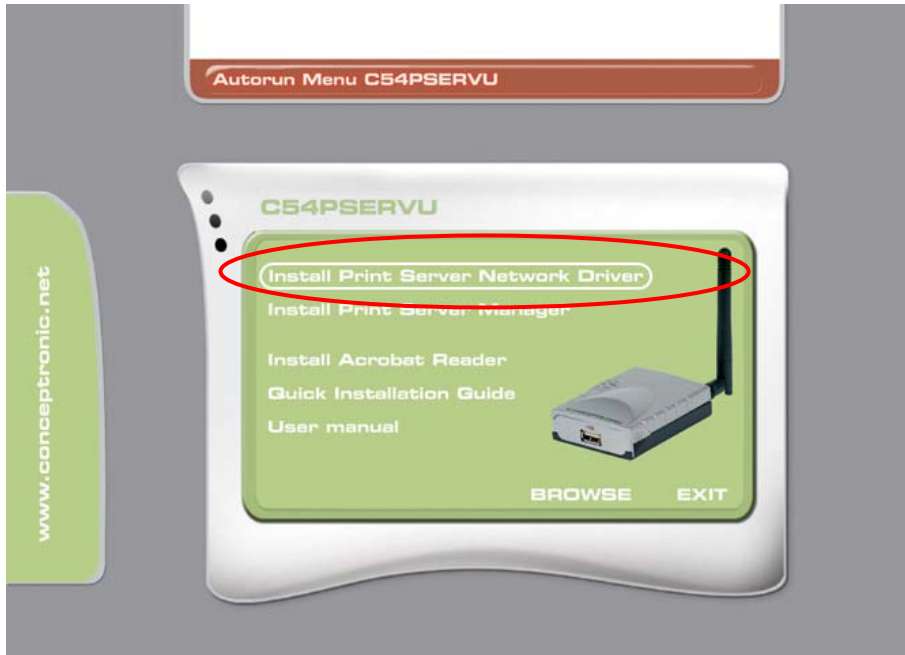 Autorun Menu C54PSERVU
C54PSERVU
Install Print Server Network Driver
Install Print Server Manager
Install Acrobat Reader
Quick Installation Guide
User manual
BROWSE EXIT
www.conceptronic.net